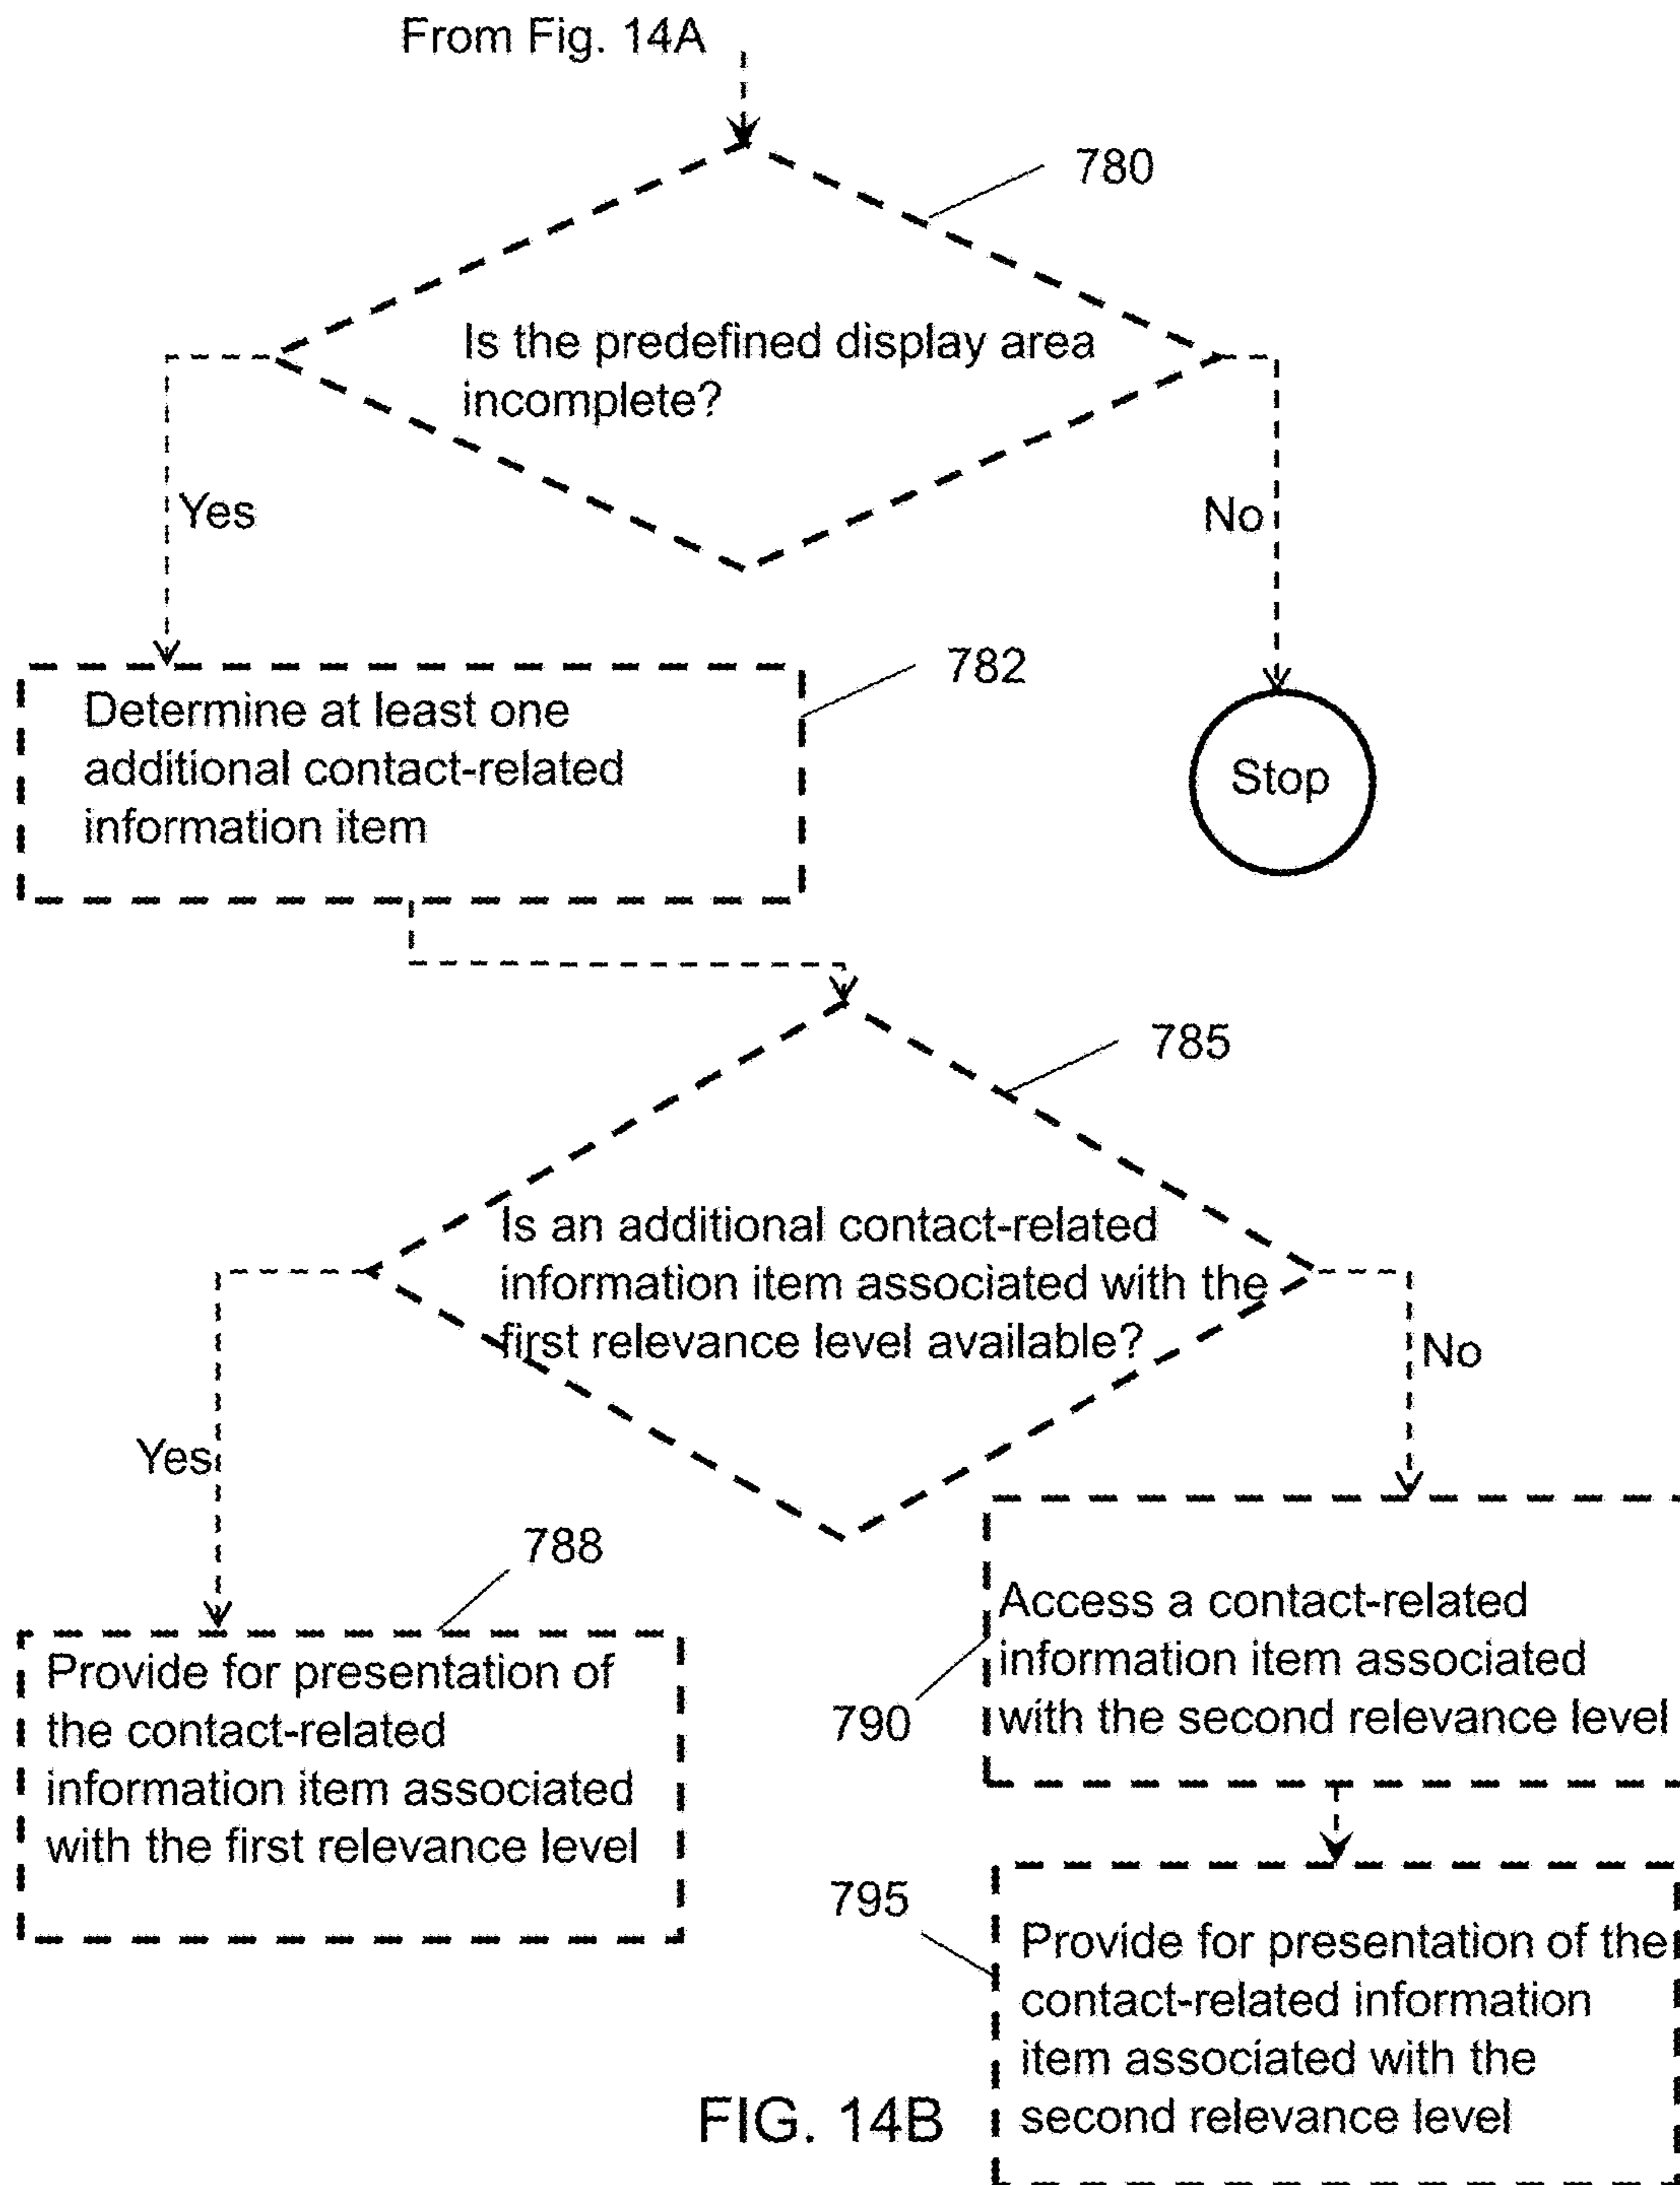 From Fig. 14A
780
Is the predefined display area
incomplete?
Yes
No
782
Determine at least one
additional contact-related
information item
Stop
785
Is an additional contact-related
information item associated with the
first relevance level available?
Yes
No
788
Provide for presentation of
the contact-related
information item associated
with the first relevance level
790
Access a contact-related
information item associated
with the second relevance level
795
Provide for presentation of the
contact-related information
item associated with the
second relevance level
FIG. 14B